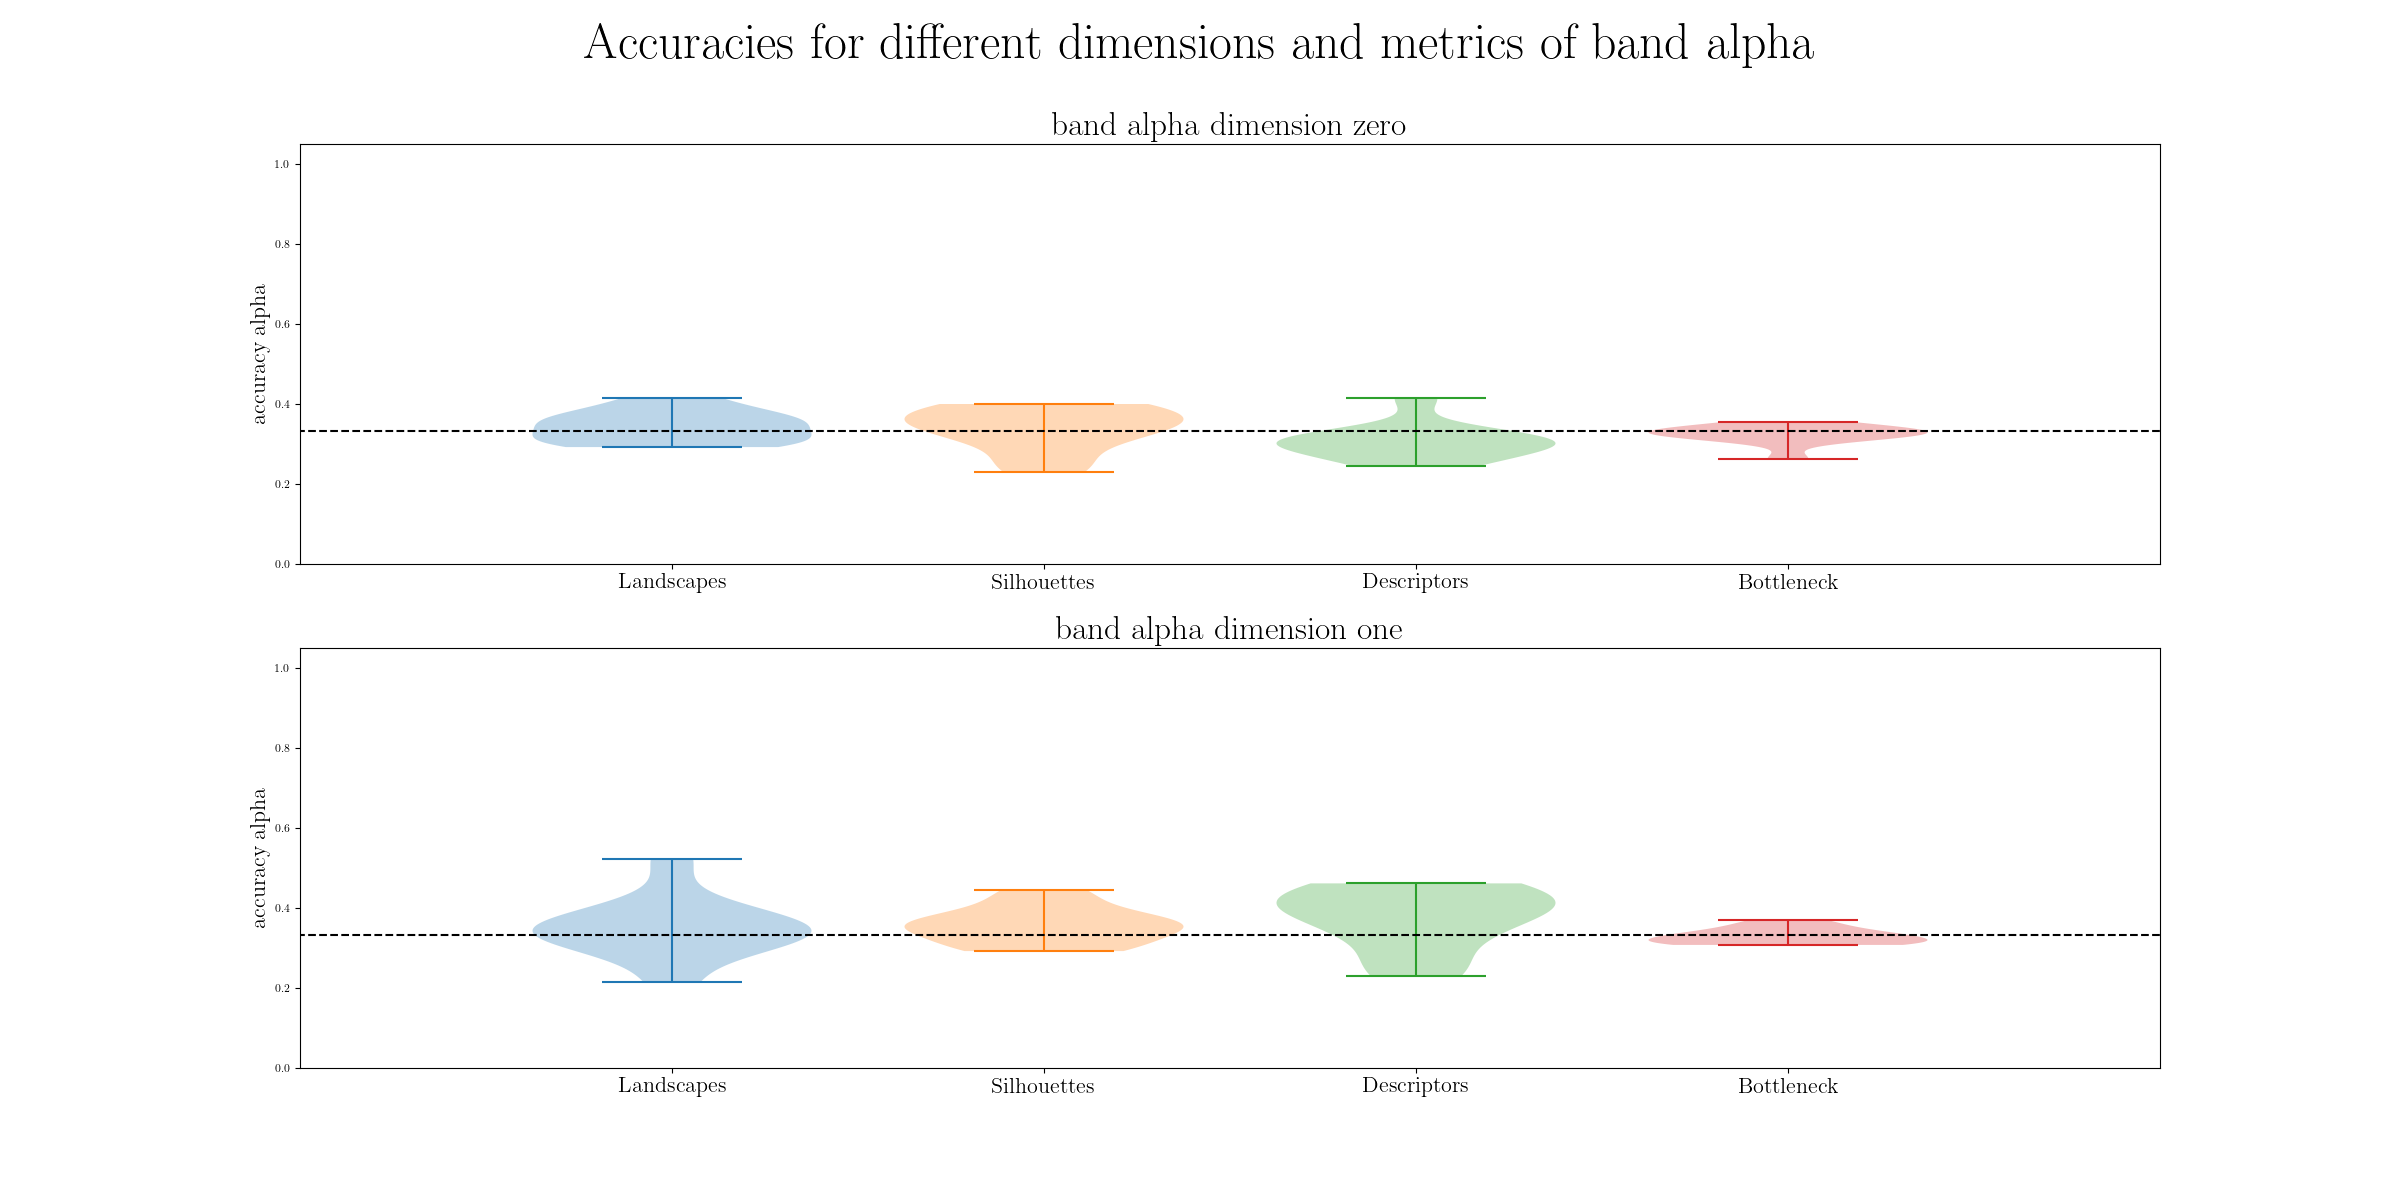 Accuracies for different dimensions and metrics of band alpha
band alpha dimension zero
accuracy alpha
1.0
0.8
0.6
0.4
0.2
0.0
Landscapes Silhouettes Descriptors Bottleneck
band alpha dimension one
accuracy alpha
1.0
0.8
0.6
0.4
0.2
0.0
Landscapes Silhouettes Descriptors Bottleneck